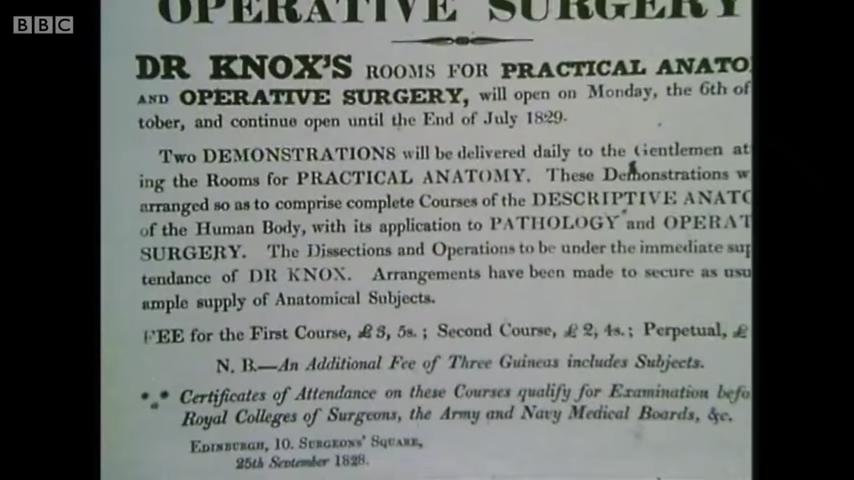 BBC
OPERATIVE SURGERY
DR KNOX'S ROOMS FOR PRACTICAL ANATO
AND OPERATIVE SURGERY, will open on Monday, the 6th of
tober, and continue open until the End of July 1829.
Two DEMONSTRATIONS will be delivered daily to the Gentlemen at
ing the Rooms for PRACTICAL ANATOMY. These Demonstrations w
arranged so as to comprise complete Courses of the DESCRIPTIVE ANATO
of the Human Body, with its application to PATHOLOGY and OPERAT
SURGERY. The Dissections and Operations to be under the immediate sup
tendance of DR KNOX. Arrangements have been made to secure as usu
ample supply of Anatomical Subjects.
FEE for the First Course, £3, 5s.; Second Course, £2, 4s.; Perpetual, £
N. B.—An Additional Fee of Three Guineas includes Subjects.
*** Certificates of Attendance on these Courses qualify for Examination befo
Royal Colleges of Surgeons, the Army and Navy Medical Boards, &c.
EDINBURGH, 10. SURGEONS' SQUARE,
25th September 1828.